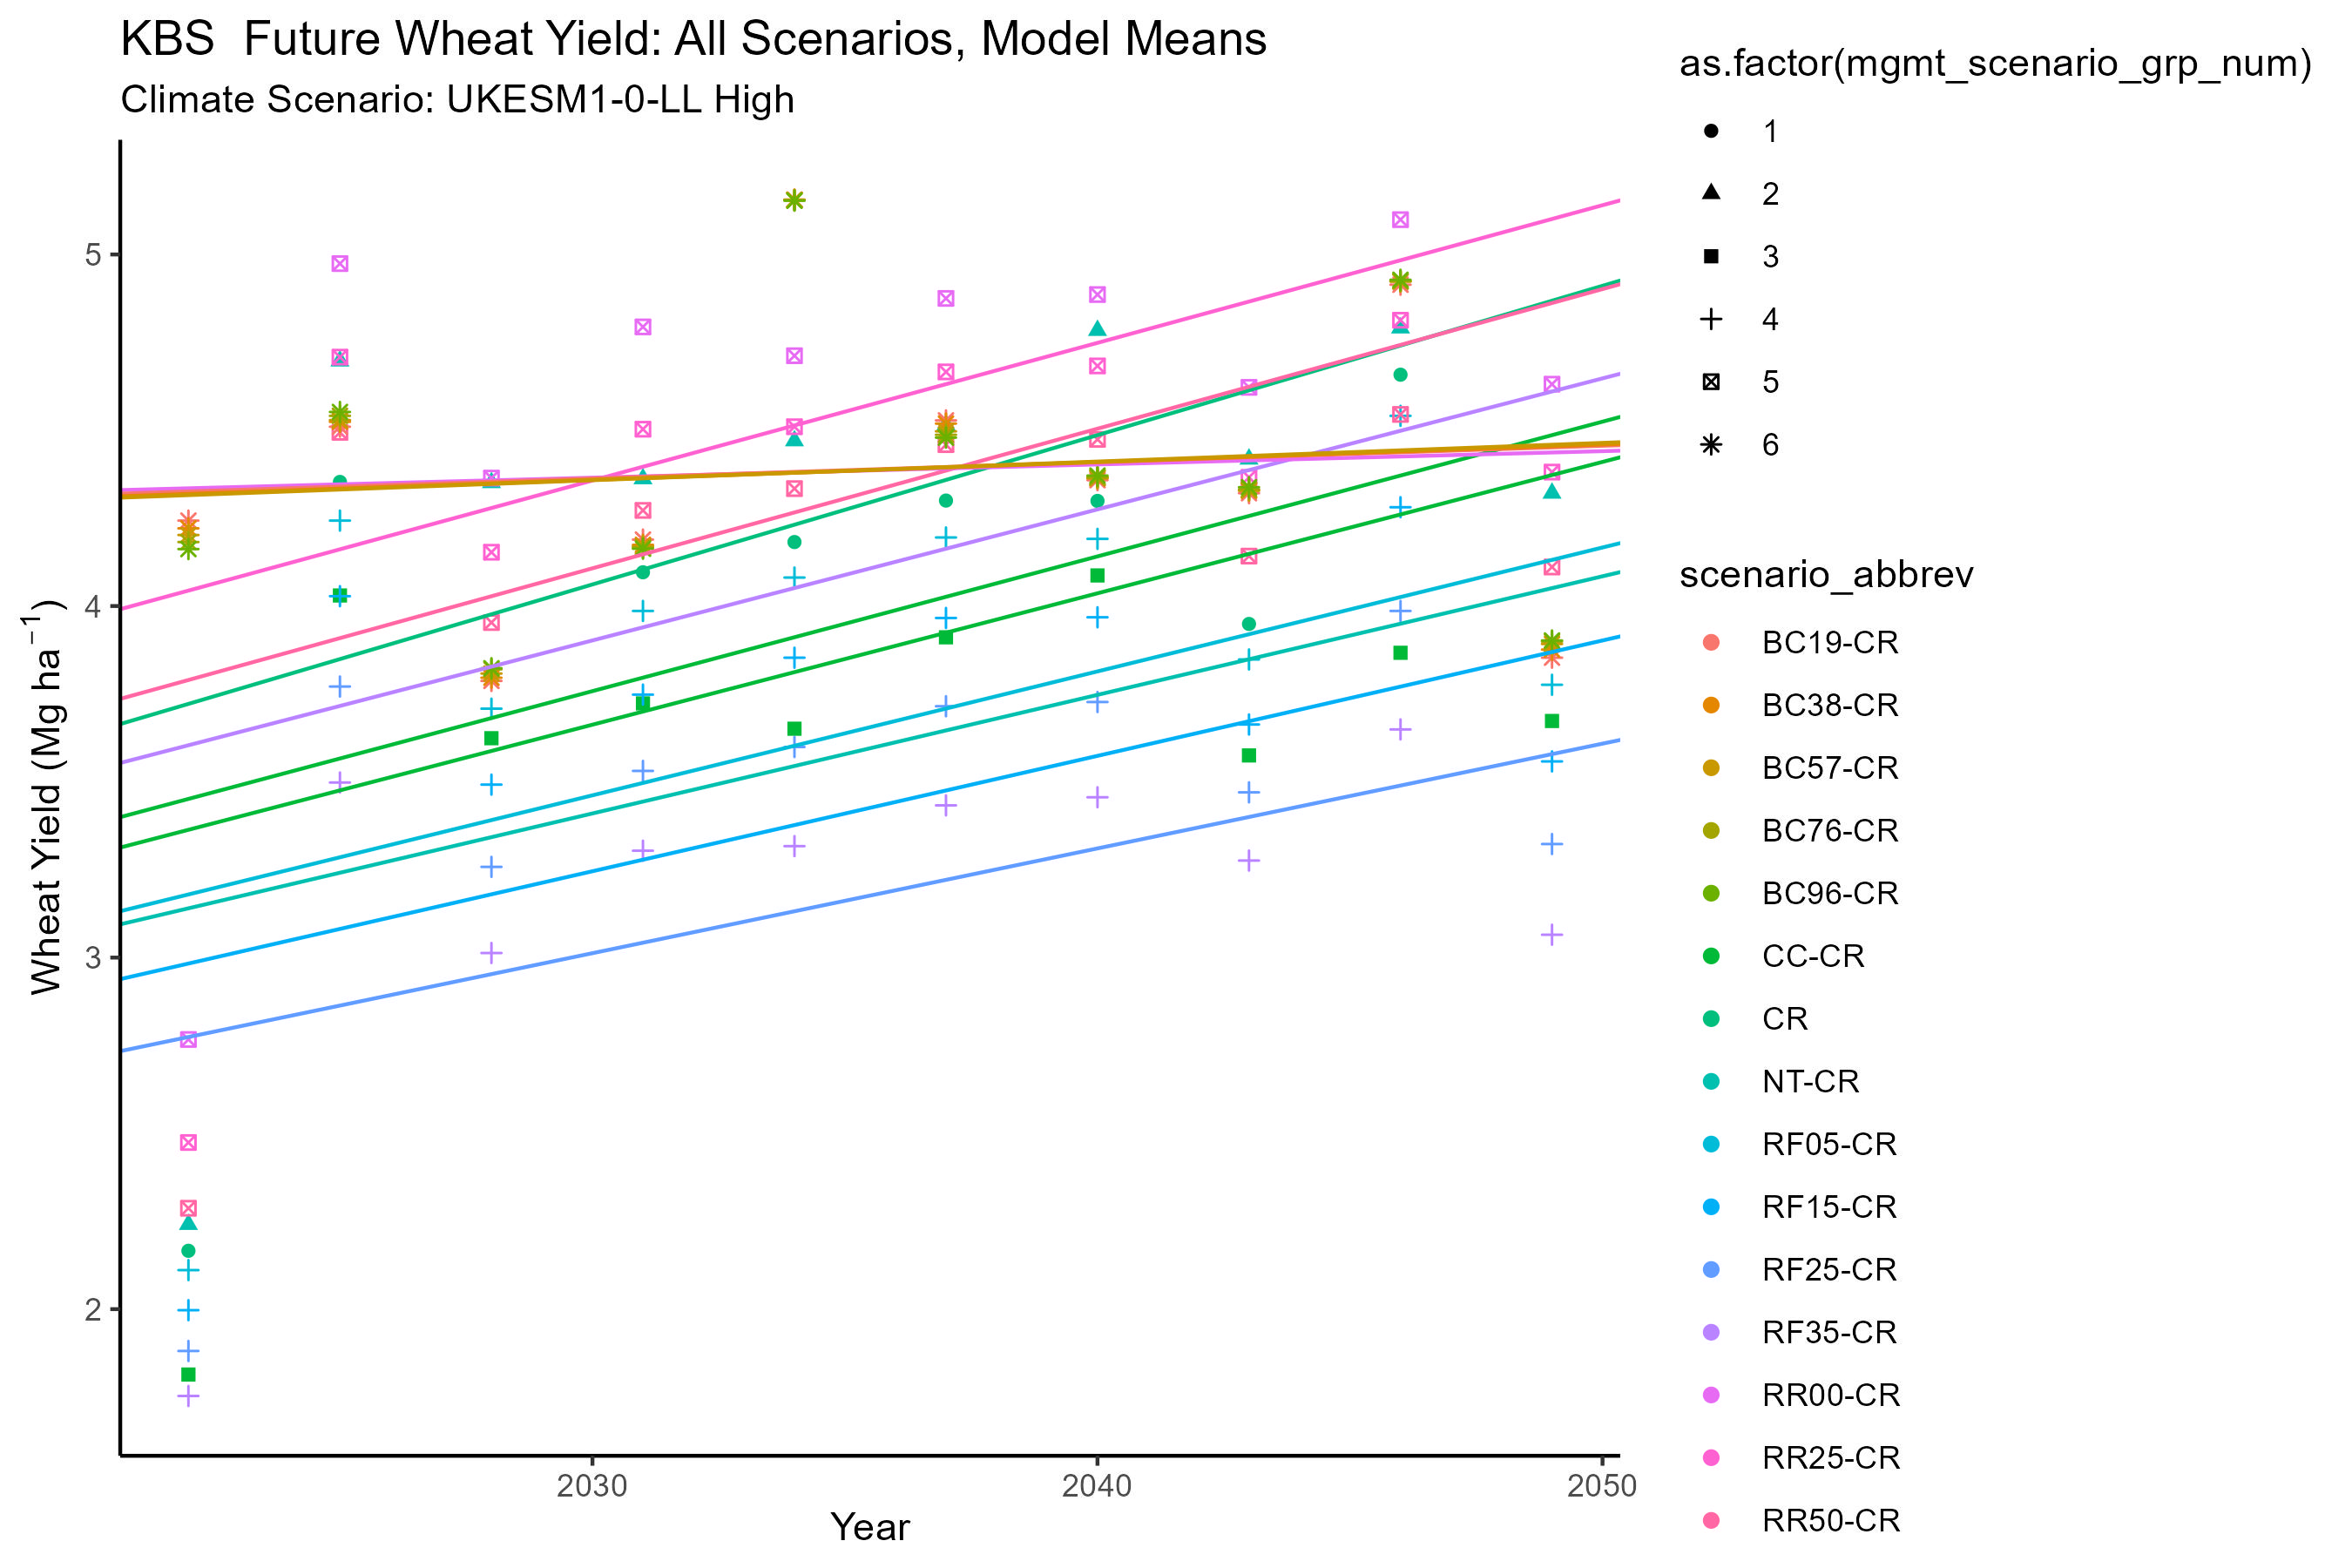 KBS  Future Wheat Yield: All Scenarios, Model Means
Climate Scenario: UKESM1-0-LL High
Wheat Yield (Mg ha⁻¹)
5
4
3
2
2030
2040
2050
Year
as.factor(mgmt_scenario_grp_num)
1
2
3
4
5
6
scenario_abbrev
BC19-CR
BC38-CR
BC57-CR
BC76-CR
BC96-CR
CC-CR
CR
NT-CR
RF05-CR
RF15-CR
RF25-CR
RF35-CR
RR00-CR
RR25-CR
RR50-CR